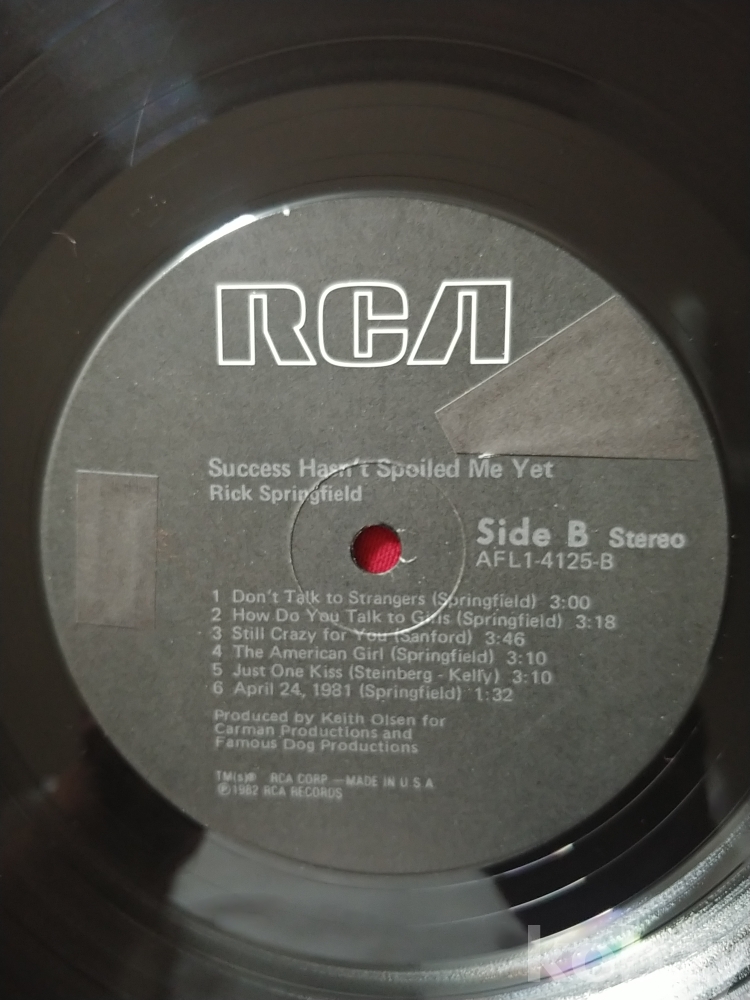 RCA
Success Hasn't Spoiled Me Yet
Rick Springfield
Side B Stereo
AFL1-4125-B
1 Don't Talk to Strangers (Springfield) 3:00
2 How Do You Talk to Girls (Springfield) 3:18
3 Still Crazy for You (Sanford) 3:46
4 The American Girl (Springfield) 3:10
5 Just One Kiss (Steinberg - Kelly) 3:10
6 April 24, 1981 (Springfield) 1:32
Produced by Keith Olsen for
Carman Productions and
Famous Dog Productions
TM(s)® RCA CORP.—MADE IN U S A
℗1982 RCA RECORDS